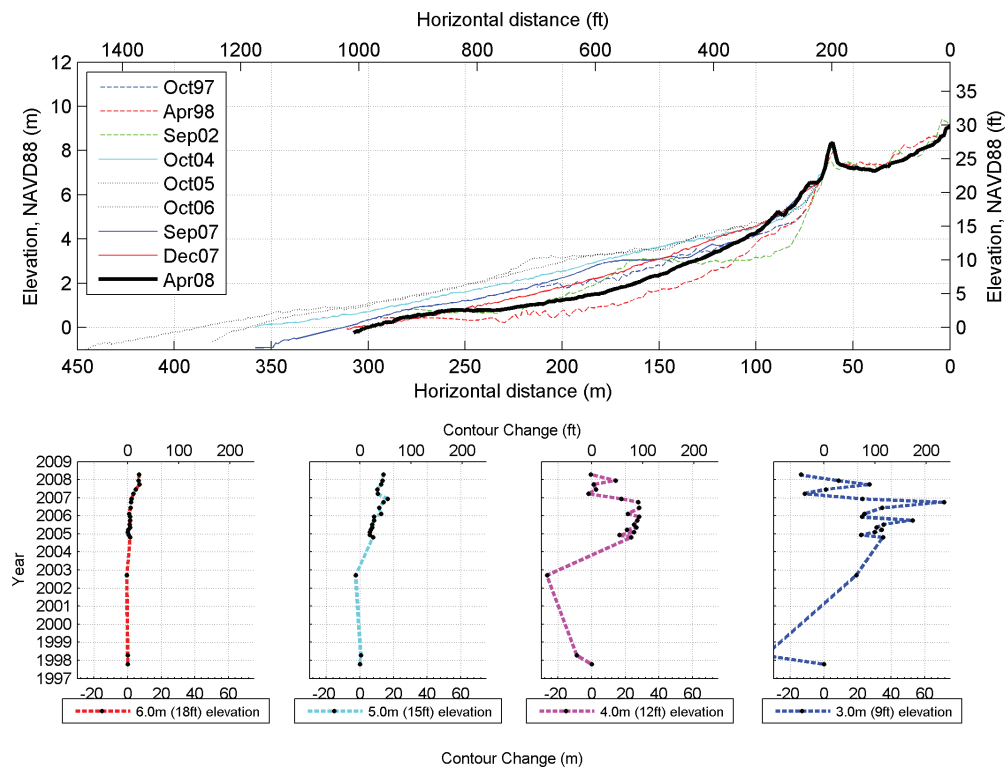 Horizontal distance (ft)
1400 1200 1000 800 600 400 200 0
12
10
8
6
4
2
0
Elevation, NAVD88 (m)
35
30
25
20
15
10
5
0
Elevation, NAVD88 (ft)
Oct97
Apr98
Sep02
Oct04
Oct05
Oct06
Sep07
Dec07
Apr08
450 400 350 300 250 200 150 100 50 0
Horizontal distance (m)
Contour Change (ft)
0 100 200
0 100 200
0 100 200
0 100 200
2009
2008
2007
2006
2005
2004
2003
2002
2001
2000
1999
1998
1997
Year
-20 0 20 40 60
-20 0 20 40 60
-20 0 20 40 60
-20 0 20 40 60
6.0m (18ft) elevation
5.0m (15ft) elevation
4.0m (12ft) elevation
3.0m (9ft) elevation
Contour Change (m)